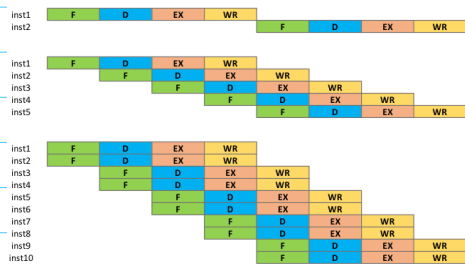 inst1 F D EX WR
inst2 F D EX WR
inst1 F D EX WR
inst2 F D EX WR
inst3 F D EX WR
inst4 F D EX WR
inst5 F D EX WR
inst1 F D EX WR
inst2 F D EX WR
inst3 F D EX WR
inst4 F D EX WR
inst5 F D EX WR
inst6 F D EX WR
inst7 F D EX WR
inst8 F D EX WR
inst9 F D EX WR
inst10 F D EX WR